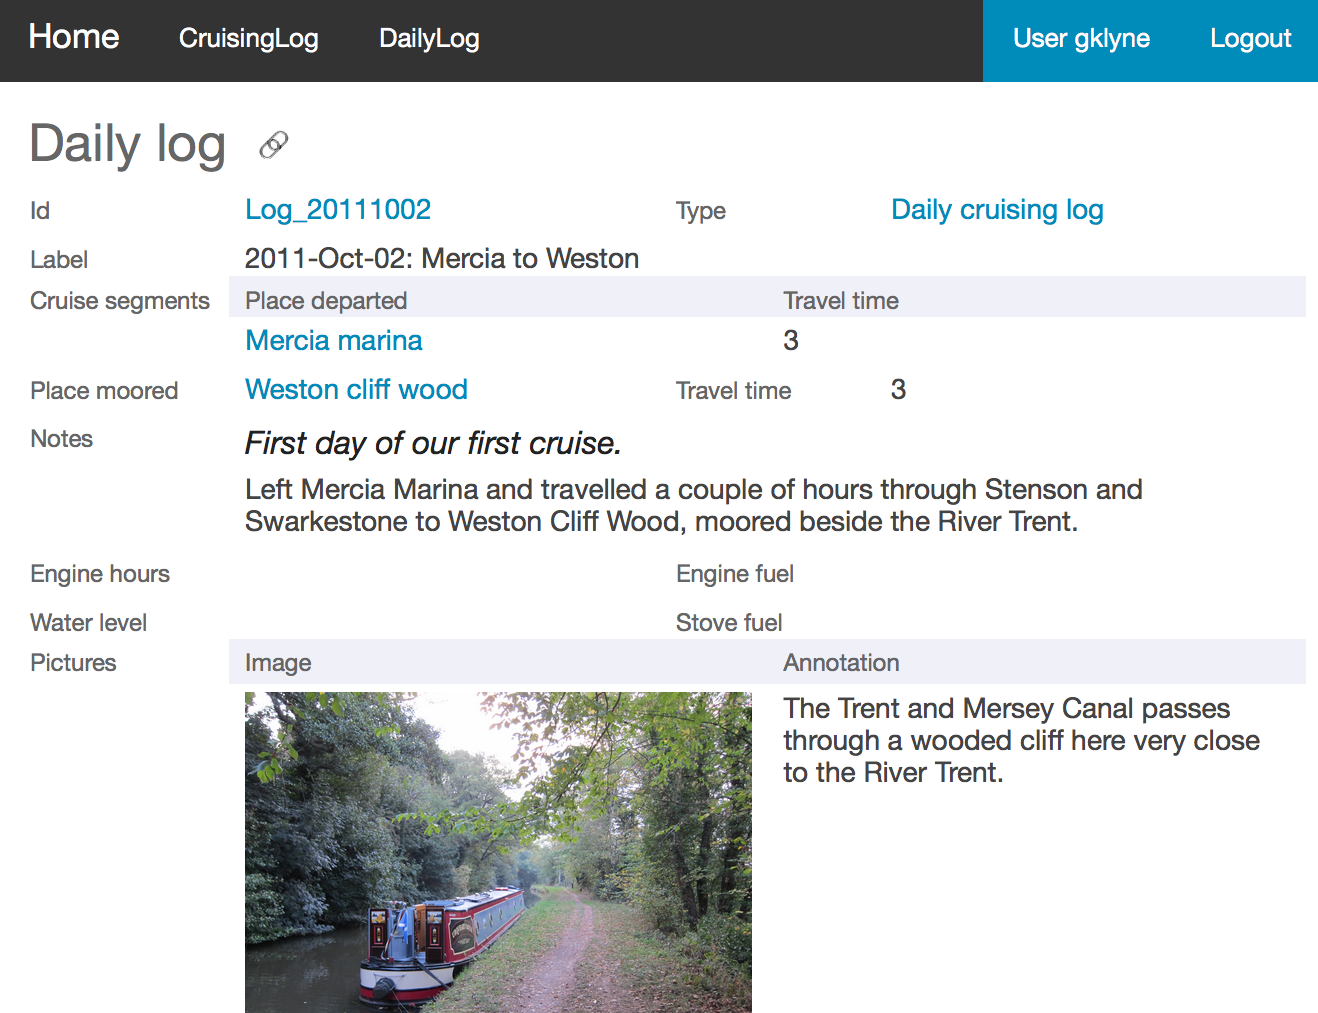 Home CruisingLog DailyLog User gklyne Logout
Daily log
Id Log_20111002 Type Daily cruising log
Label 2011-Oct-02: Mercia to Weston
Cruise segments Place departed Travel time
Mercia marina 3
Place moored Weston cliff wood Travel time 3
Notes First day of our first cruise.
Left Mercia Marina and travelled a couple of hours through Stenson and
Swarkestone to Weston Cliff Wood, moored beside the River Trent.
Engine hours Engine fuel
Water level Stove fuel
Pictures Image Annotation
The Trent and Mersey Canal passes
through a wooded cliff here very close
to the River Trent.